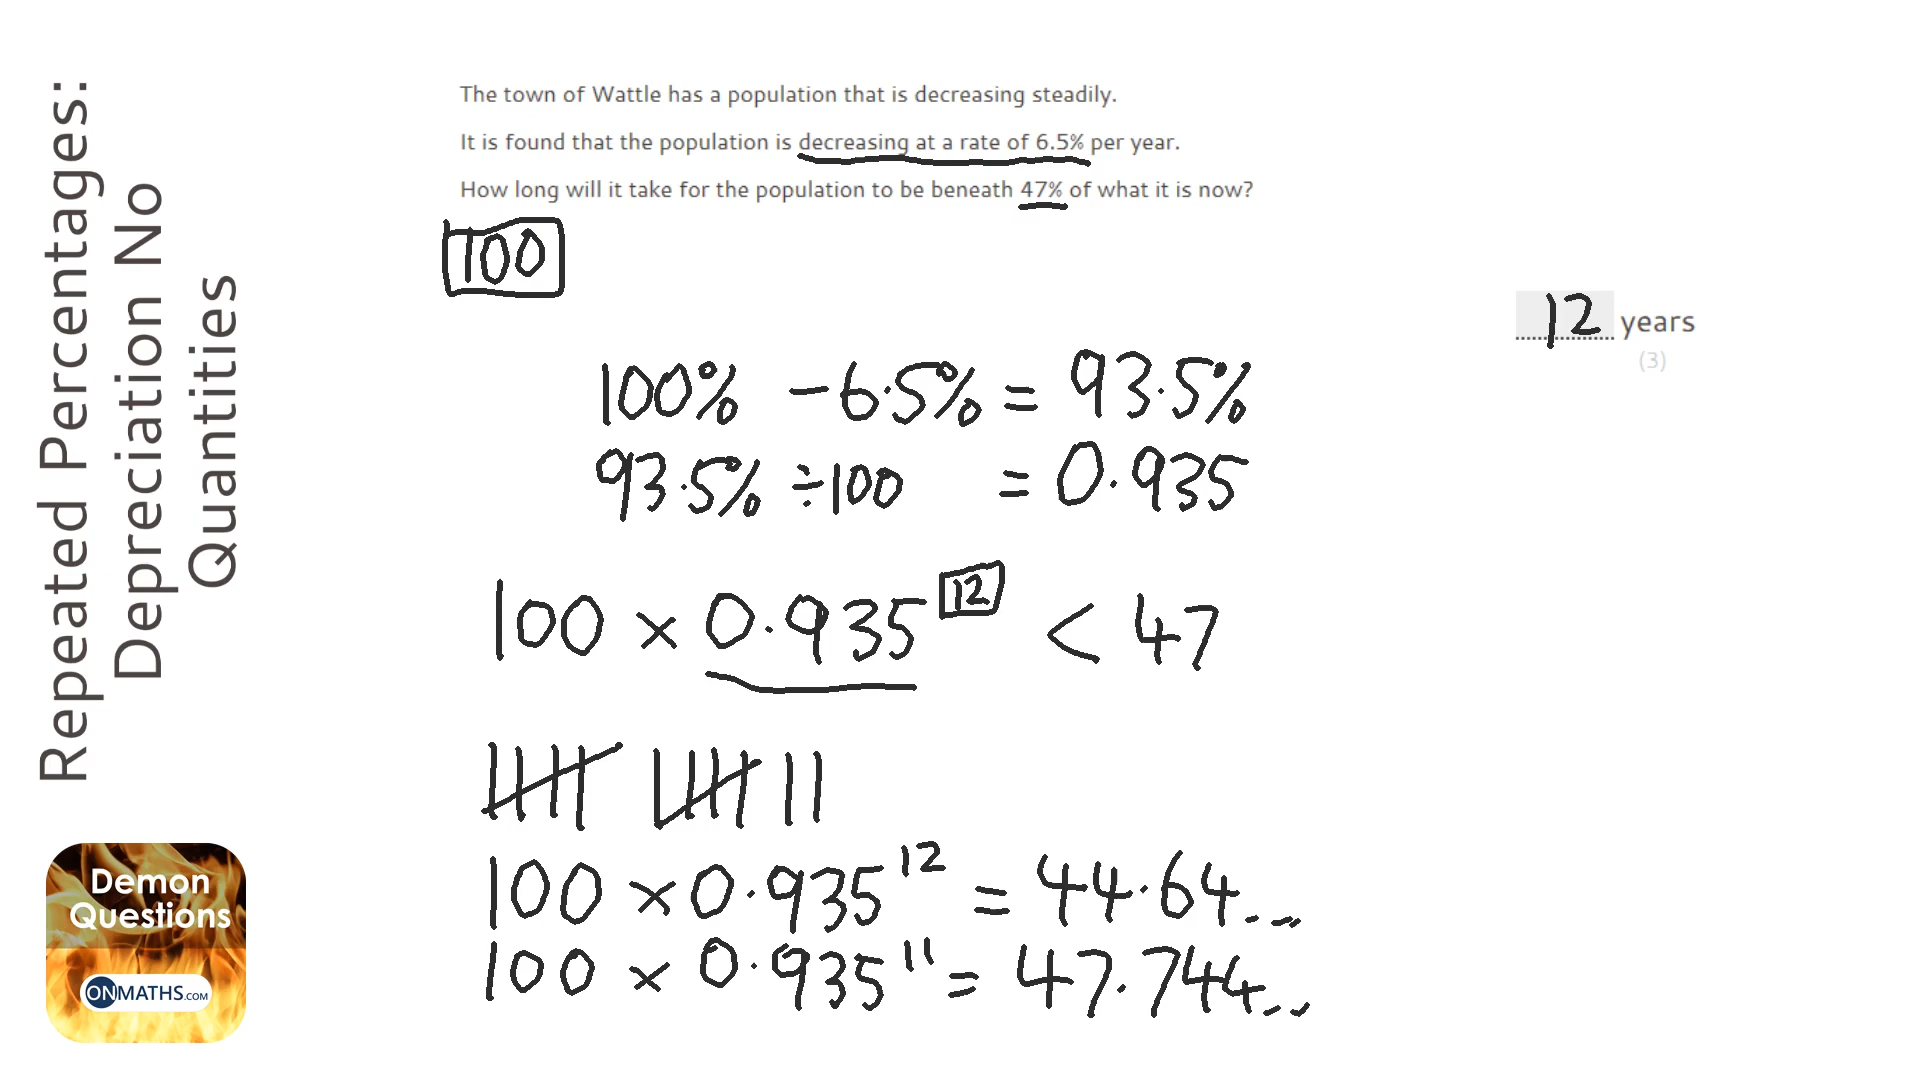 Repeated Percentages:
Depreciation No
Quantities
The town of Wattle has a population that is decreasing steadily.
It is found that the population is decreasing at a rate of 6.5% per year.
How long will it take for the population to be beneath 47% of what it is now?
100
12 years
(3)
100% - 6.5% = 93.5%
93.5% ÷100 = 0.935
100 × 0.935^12 < 47
100 × 0.935^12 = 44.64...
100 × 0.935^11 = 47.744...
Demon
Questions
ONMATHS.COM